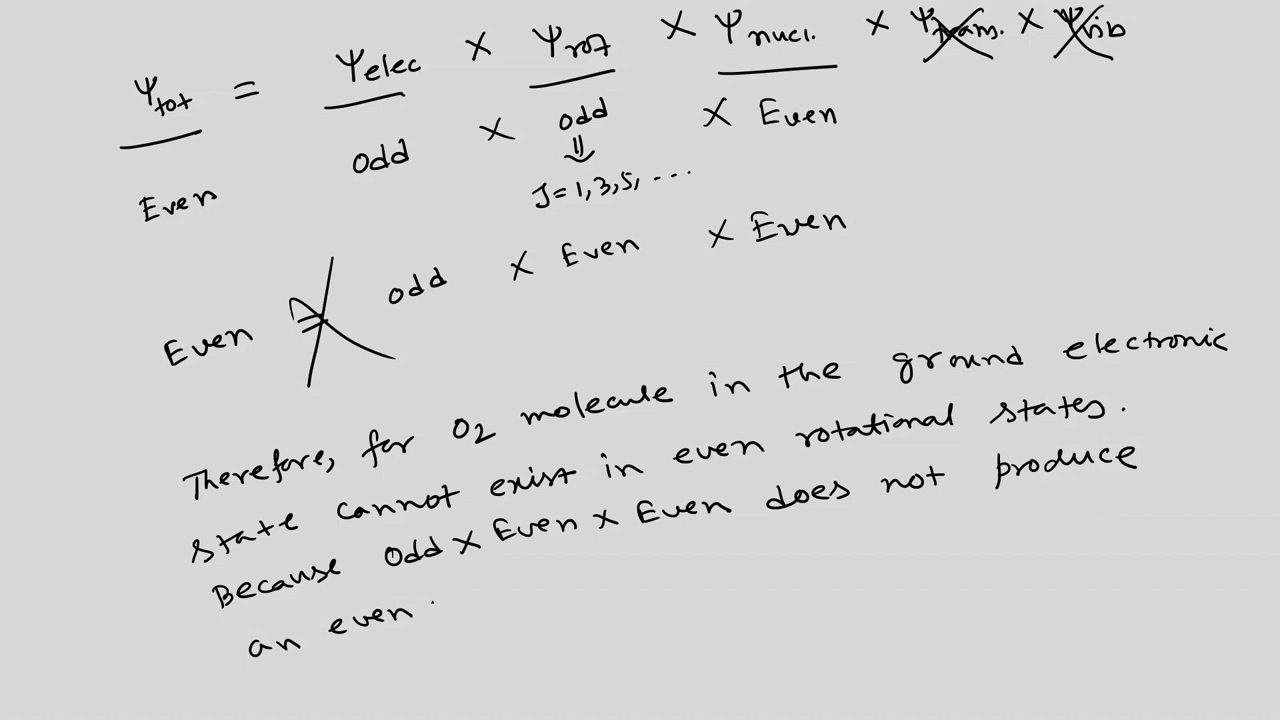 Ψtot = Ψelec × Ψrot × Ψnucl. × Ψtrans. × Ψvib
Even odd × odd × Even
⇓
J=1,3,5, ...
Even = odd × Even × Even
Therefore, for O2 molecule in the ground electronic
state cannot exist in even rotational states.
Because odd × Even × Even does not produce
an even.